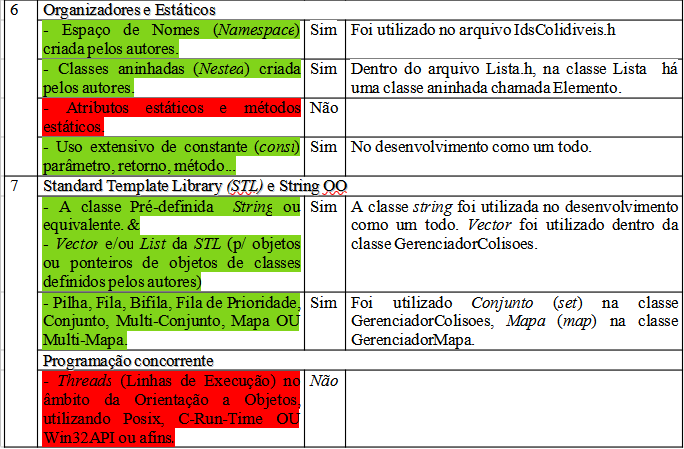 6 Organizadores e Estáticos
- Espaço de Nomes (Namespace) criada pelos autores. Sim Foi utilizado no arquivo IdsColidiveis.h
- Classes aninhadas (Nestea) criada pelos autores. Sim Dentro do arquivo Lista.h, na classe Lista há uma classe aninhada chamada Elemento.
- Atributos estáticos e métodos estáticos. Não
- Uso extensivo de constante (const) parâmetro, retorno, método... Sim No desenvolvimento como um todo.
7 Standard Template Library (STL) e String OO
- A classe Pré-definida String ou equivalente. &
- Vector e/ou List da STL (p/ objetos ou ponteiros de objetos de classes definidos pelos autores) Sim A classe string foi utilizada no desenvolvimento como um todo. Vector foi utilizado dentro da classe GerenciadorColisoes.
- Pilha, Fila, Bifila, Fila de Prioridade, Conjunto, Multi-Conjunto, Mapa OU Multi-Mapa. Sim Foi utilizado Conjunto (set) na classe GerenciadorColisoes, Mapa (map) na classe GerenciadorMapa.
Programação concorrente
- Threads (Linhas de Execução) no âmbito da Orientação a Objetos, utilizando Posix, C-Run-Time OU Win32API ou afins. Não